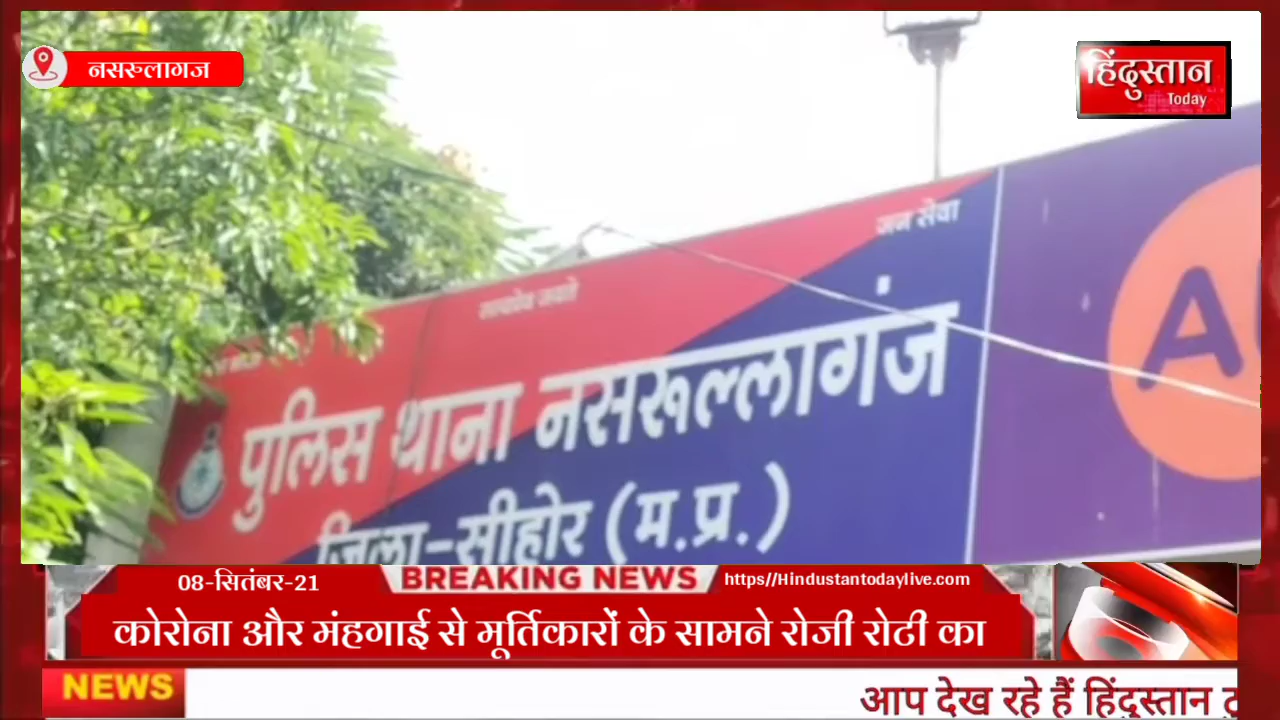 नसरुलागज
हिंदुस्तान
Today
जन सेवा
पुलिस थाना नसरूल्लागंज
जिला-सीहोर (म.प्र.)
08-सितंबर-21
BREAKING NEWS
https//Hindustantodaylive.com
कोरोना और मंहगाई से मूर्तिकारों के सामने रोजी रोटी का
NEWS
आप देख रहे हैं हिंदुस्तान